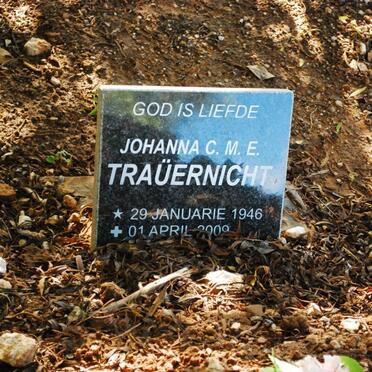 GOD IS LIEFDE
JOHANNA C. M. E.
TRAÜERNICHT
★ 29 JANUARIE 1946
✚ 01 APRIL 2009